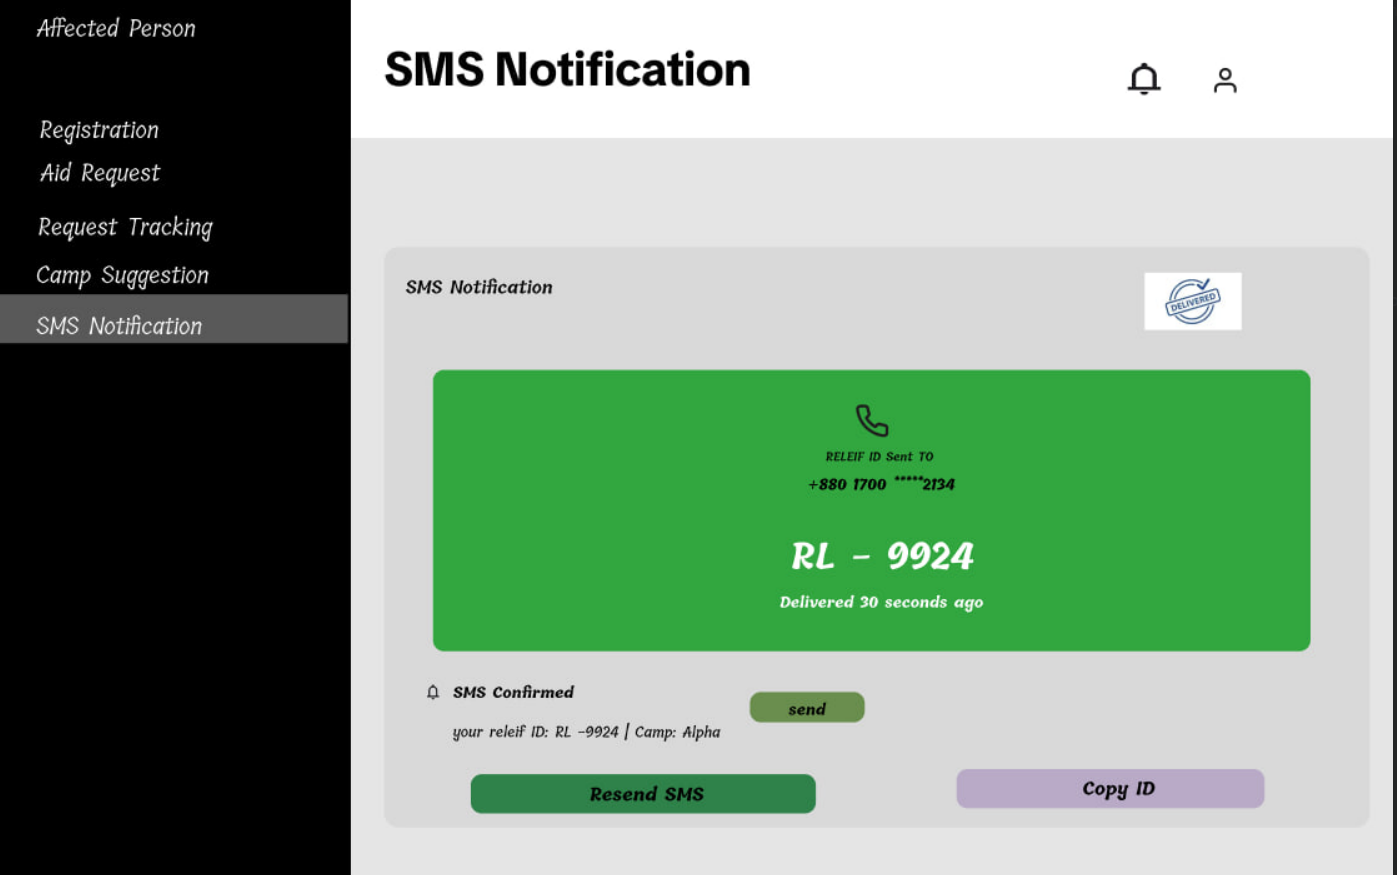 Affected Person
Registration
Aid Request
Request Tracking
Camp Suggestion
SMS Notification
SMS Notification
SMS Notification
DELIVERED
RELEIF ID Sent TO
+880 1700 *****2134
RL - 9924
Delivered 30 seconds ago
SMS Confirmed
send
your releif ID: RL -9924 | Camp: Alpha
Resend SMS
Copy ID